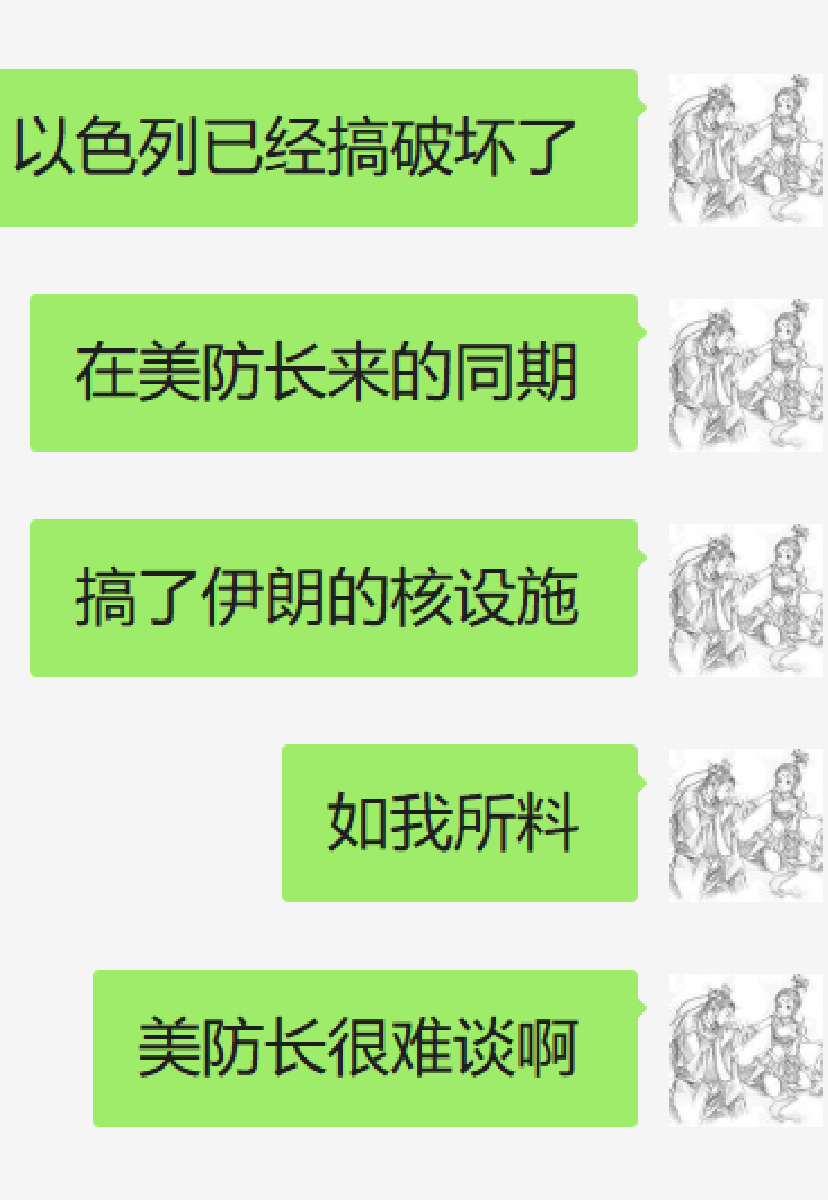 以色列已经搞破坏了
在美防长来的同期
搞了伊朗的核设施
如我所料
美防长很难谈啊